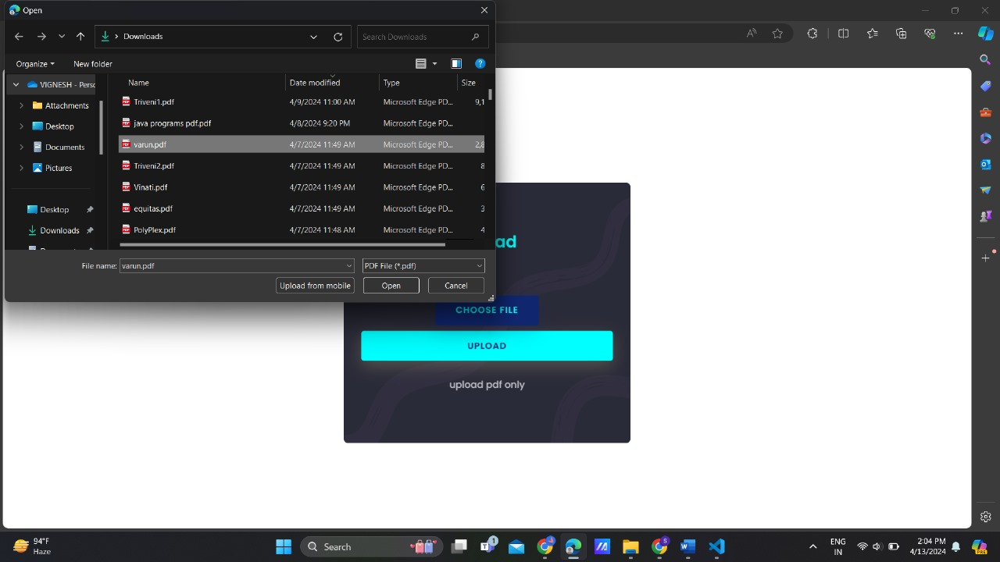 Open
Downloads
Search Downloads
Organize
New folder
VIGNESH - Perso
Attachments
Desktop
Documents
Pictures
Desktop
Downloads
Name Date modified Type Size
Triveni1.pdf 4/9/2024 11:00 AM Microsoft Edge PD... 9,1
java programs pdf.pdf 4/8/2024 9:20 PM Microsoft Edge PD...
varun.pdf 4/7/2024 11:49 AM Microsoft Edge PD... 2,8
Triveni2.pdf 4/7/2024 11:49 AM Microsoft Edge PD... 8
Vinati.pdf 4/7/2024 11:49 AM Microsoft Edge PD... 6
equitas.pdf 4/7/2024 11:49 AM Microsoft Edge PD... 3
PolyPlex.pdf 4/7/2024 11:48 AM Microsoft Edge PD... 4
File name: varun.pdf PDF File (*.pdf)
Upload from mobile Open Cancel
ad
CHOOSE FILE
UPLOAD
upload pdf only
94°F
Haze
Search
ENG
IN
2:04 PM
4/13/2024